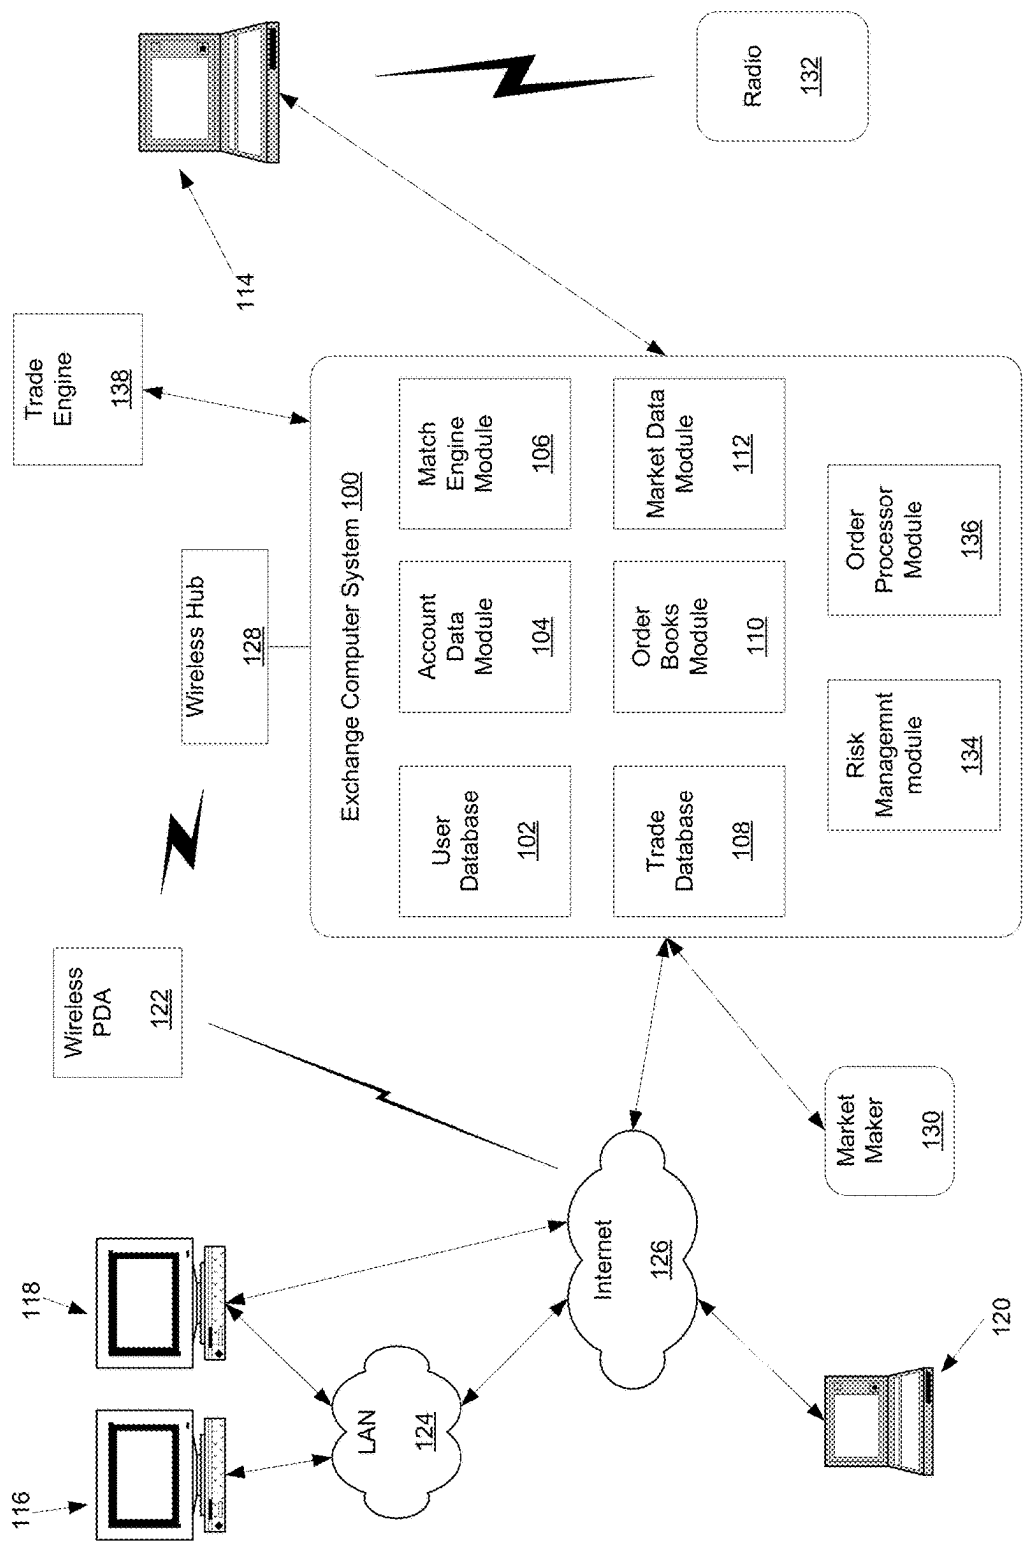 116
118
LAN
124
120
Internet
126
Wireless
PDA
122
Market
Maker
130
Wireless Hub
128
Trade
Engine
138
114
Radio
132
Exchange Computer System 100
User
Database
102
Account
Data
Module
104
Match
Engine
Module
106
Trade
Database
108
Order
Books
Module
110
Market Data
Module
112
Risk
Managemnt
module
134
Order
Processor
Module
136